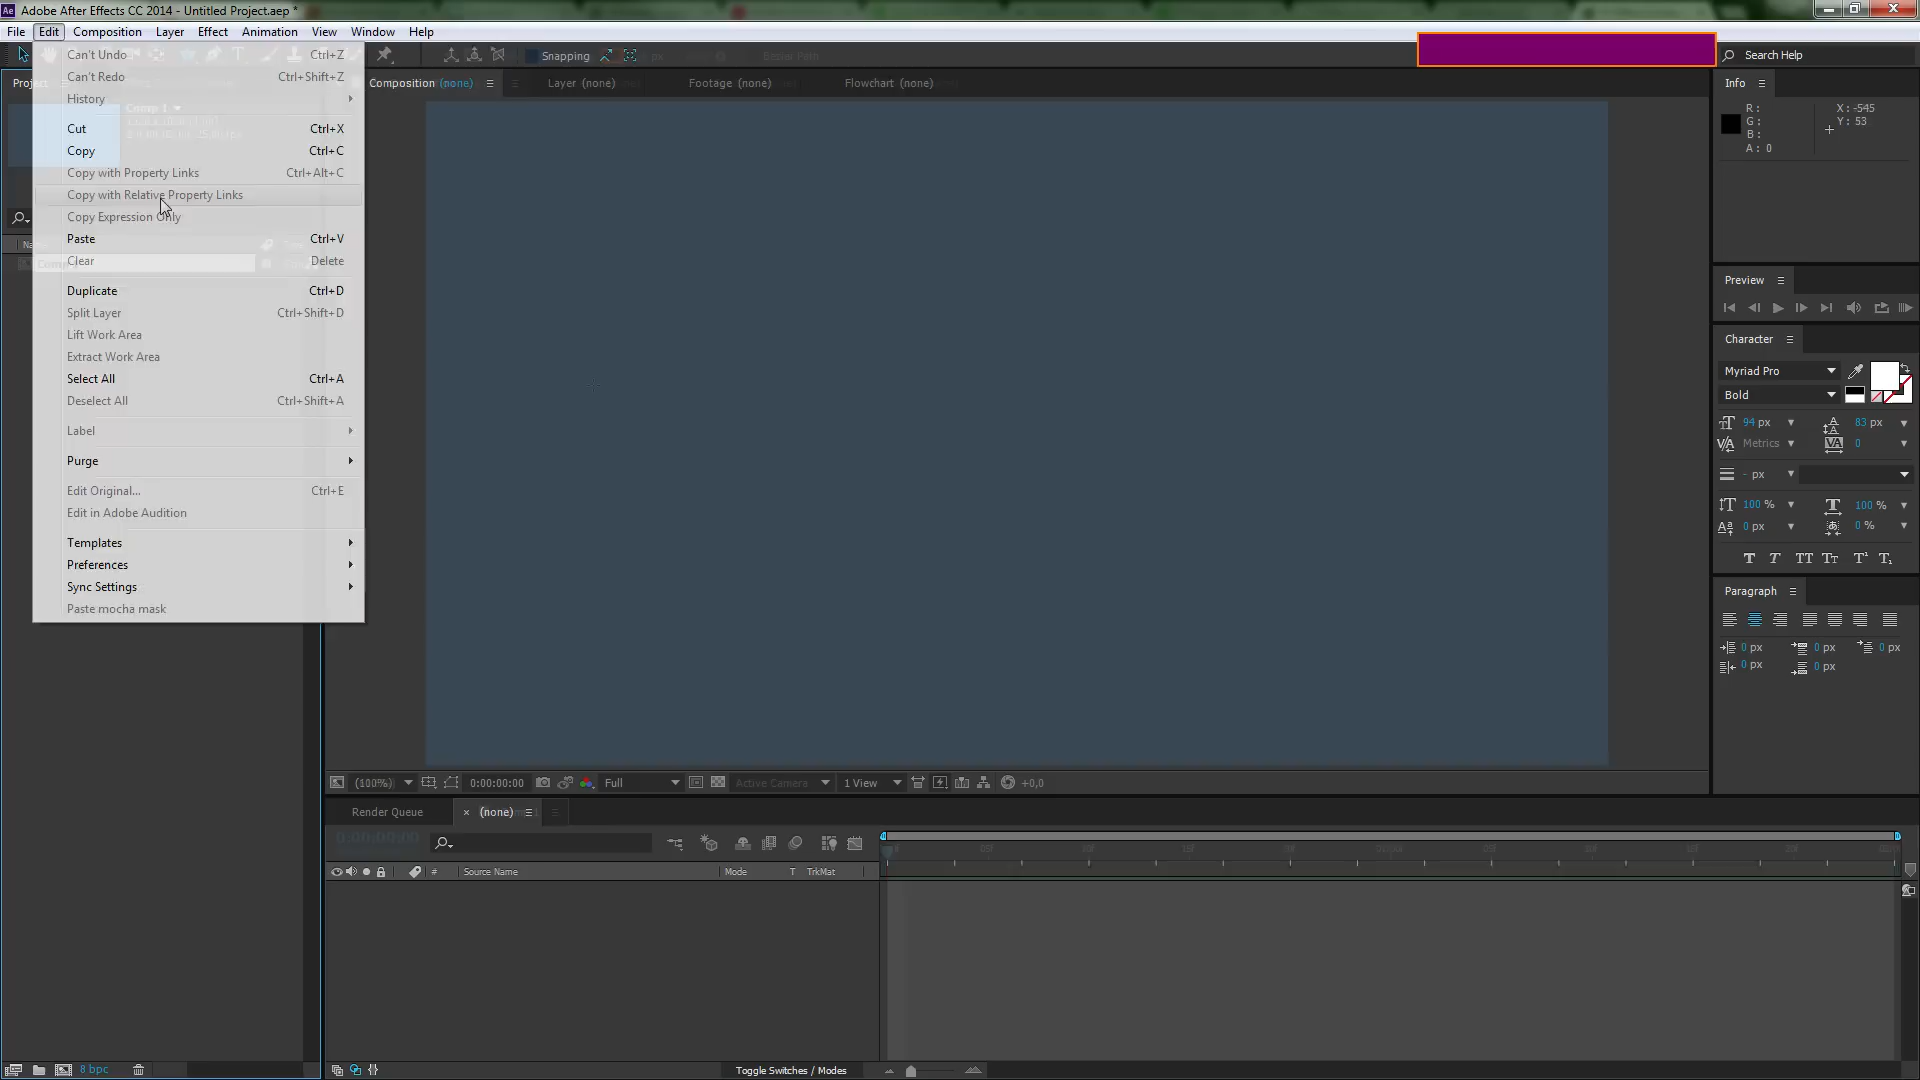 Adobe After Effects CC 2014 - Untitled Project.aep *
File Edit Composition Layer Effect Animation View Window Help
Can't Undo Ctrl+Z
Can't Redo Ctrl+Shift+Z
History
Cut Ctrl+X
Copy Ctrl+C
Copy with Property Links Ctrl+Alt+C
Copy with Relative Property Links
Copy Expression Only
Paste Ctrl+V
Clear Delete
Duplicate Ctrl+D
Split Layer Ctrl+Shift+D
Lift Work Area
Extract Work Area
Select All Ctrl+A
Deselect All Ctrl+Shift+A
Label
Purge
Edit Original... Ctrl+E
Edit in Adobe Audition
Templates
Preferences
Sync Settings
Paste mocha mask
Project
Comp 1
8 bpc
Snapping
Search Help
Composition (none) Layer (none) Footage (none) Flowchart (none)
(100%) 0:00:00:00 Full Active Camera 1 View +0,0
Render Queue (none)
0:00:00:00
# Source Name Mode T TrkMat
Toggle Switches / Modes
Info
R: X: -545
G: Y: 53
B:
A: 0
Preview
Character
Myriad Pro
Bold
94 px 83 px
Metrics 0
- px
100 % 100 %
0 px 0 %
Paragraph
0 px 0 px 0 px
0 px 0 px